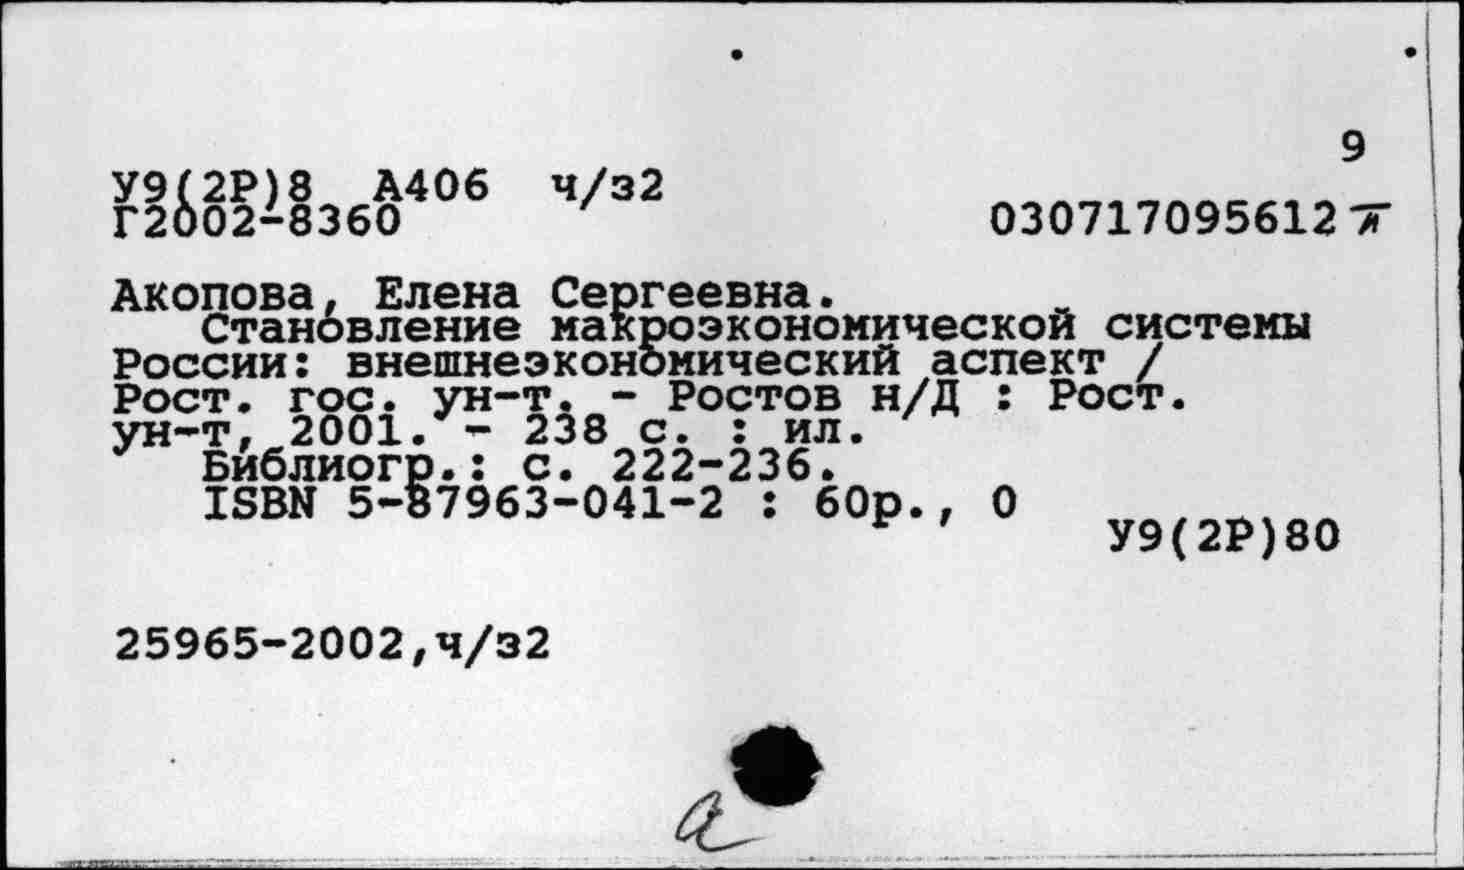 9
У9(2Р)8 А406 ч/з2
Г2002-8360
030717095612
Акопова, Елена Сергеевна.
Становление макроэкономической системы
России: внешнеэкономический аспект /
Рост. гос. ун-т. - Ростов н/Д : Рост.
ун-т, 2001. - 238 с. : ил.
Библиогр.: с. 222-236.
ISBN 5-87963-041-2 : 60р., 0
У9(2Р)80
25965-2002,ч/з2